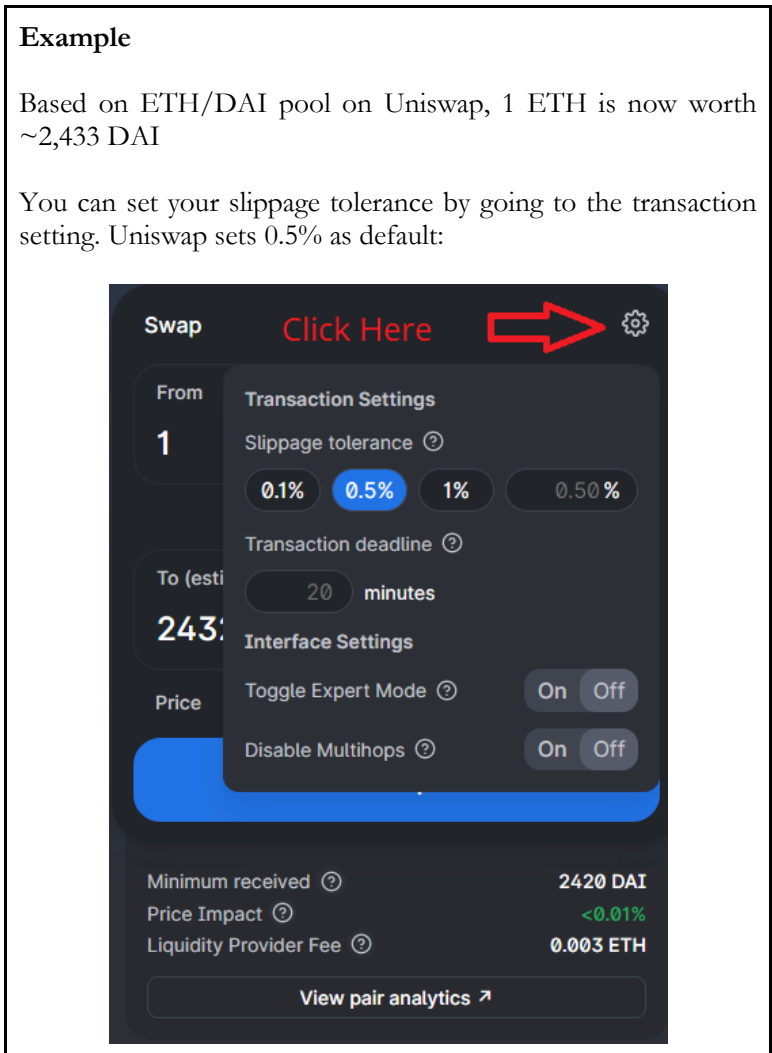 Example
Based on ETH/DAI pool on Uniswap, 1 ETH is now worth
~2,433 DAI
You can set your slippage tolerance by going to the transaction
setting. Uniswap sets 0.5% as default:
Swap Click Here
From
1
Transaction Settings
Slippage tolerance
0.1% 0.5% 1% 0.50 %
Transaction deadline
20 minutes
To (esti
243
Interface Settings
Toggle Expert Mode On Off
Price
Disable Multihops On Off
Minimum received 2420 DAI
Price Impact <0.01%
Liquidity Provider Fee 0.003 ETH
View pair analytics ↗